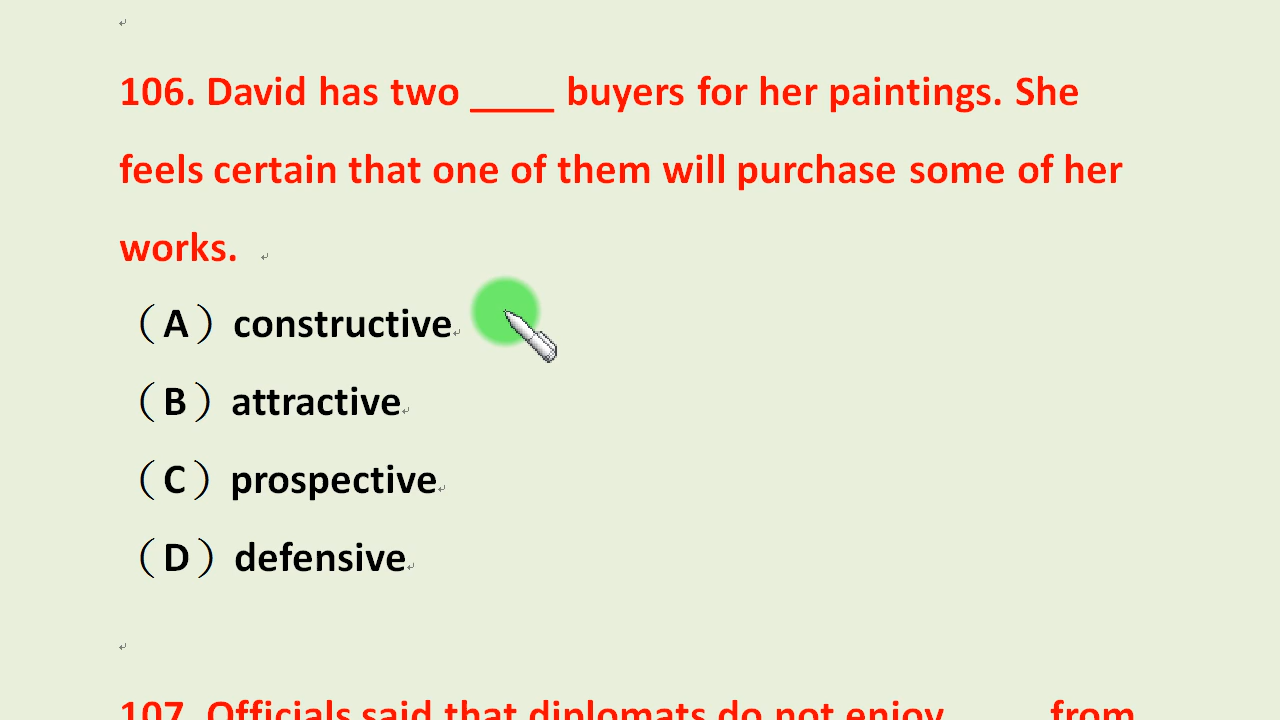 106. David has two ____ buyers for her paintings. She
feels certain that one of them will purchase some of her
works.
（A）constructive
（B）attractive
（C）prospective
（D）defensive
107. Officials said that diplomats do not enjoy ____ from